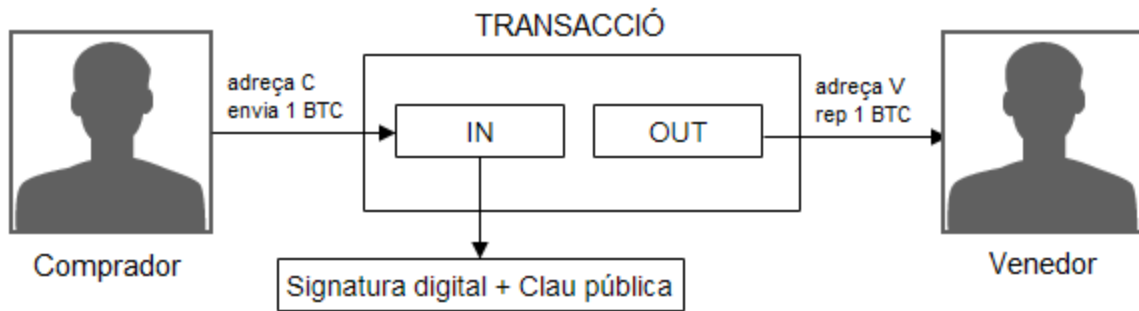 TRANSACCIÓ
adreça C
envia 1 BTC
IN
OUT
adreça V
rep 1 BTC
Comprador
Signatura digital + Clau pública
Venedor